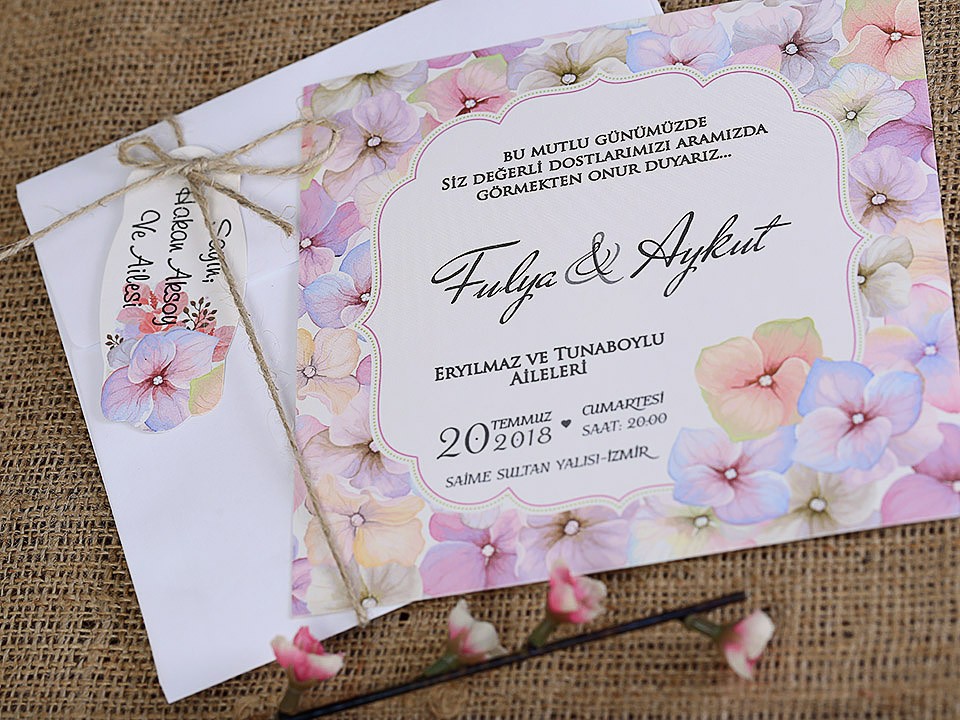 BU MUTLU GÜNÜMÜZDE
SİZ DEĞERLİ DOSTLARIMIZI ARAMIZDA
GÖRMEKTEN ONUR DUYARIZ...
Fulya & Aykut
ERYILMAZ VE TUNABOYLU
AİLELERİ
20 TEMMUZ 2018 ♥ CUMARTESİ SAAT: 20:00
SAİME SULTAN YALISI-İZMİR
Sayın
Hakan Aksoy
Ve Ailesi